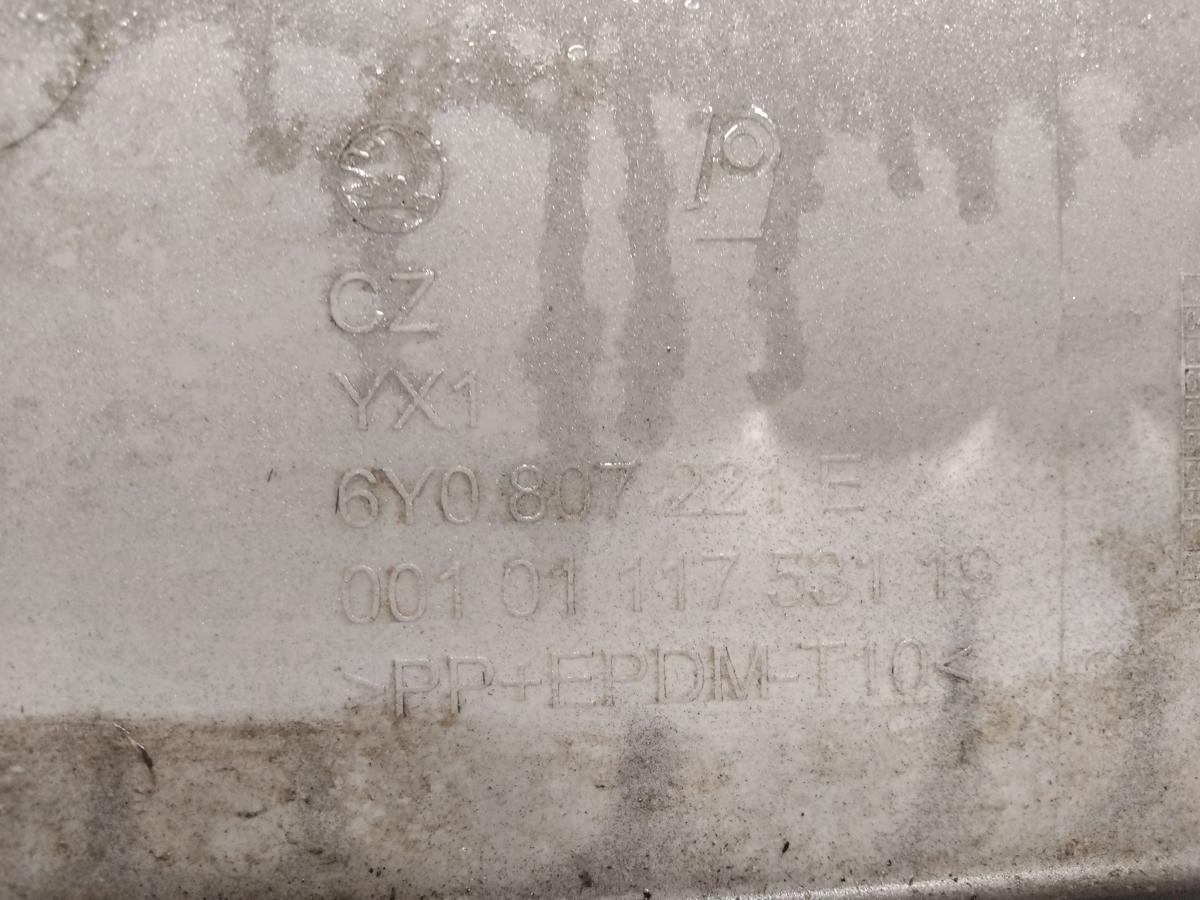 CZ
YX1
6Y0 807 221 E
001 01 117 531 19
>PP+EPDM-T10<